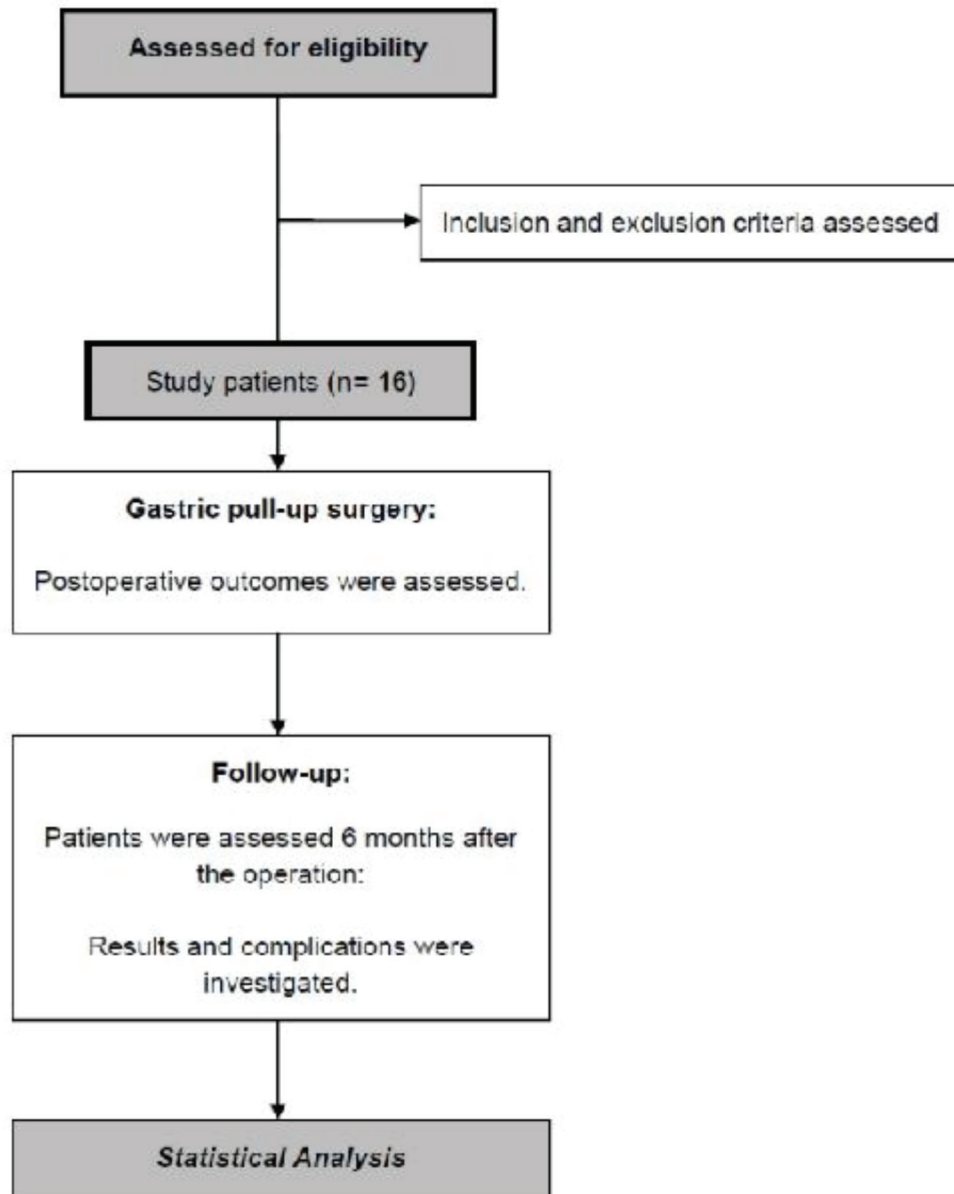 Assessed for eligibility
Inclusion and exclusion criteria assessed
Study patients (n= 16)
Gastric pull-up surgery:
Postoperative outcomes were assessed.
Follow-up:
Patients were assessed 6 months after
the operation:
Results and complications were
investigated.
Statistical Analysis